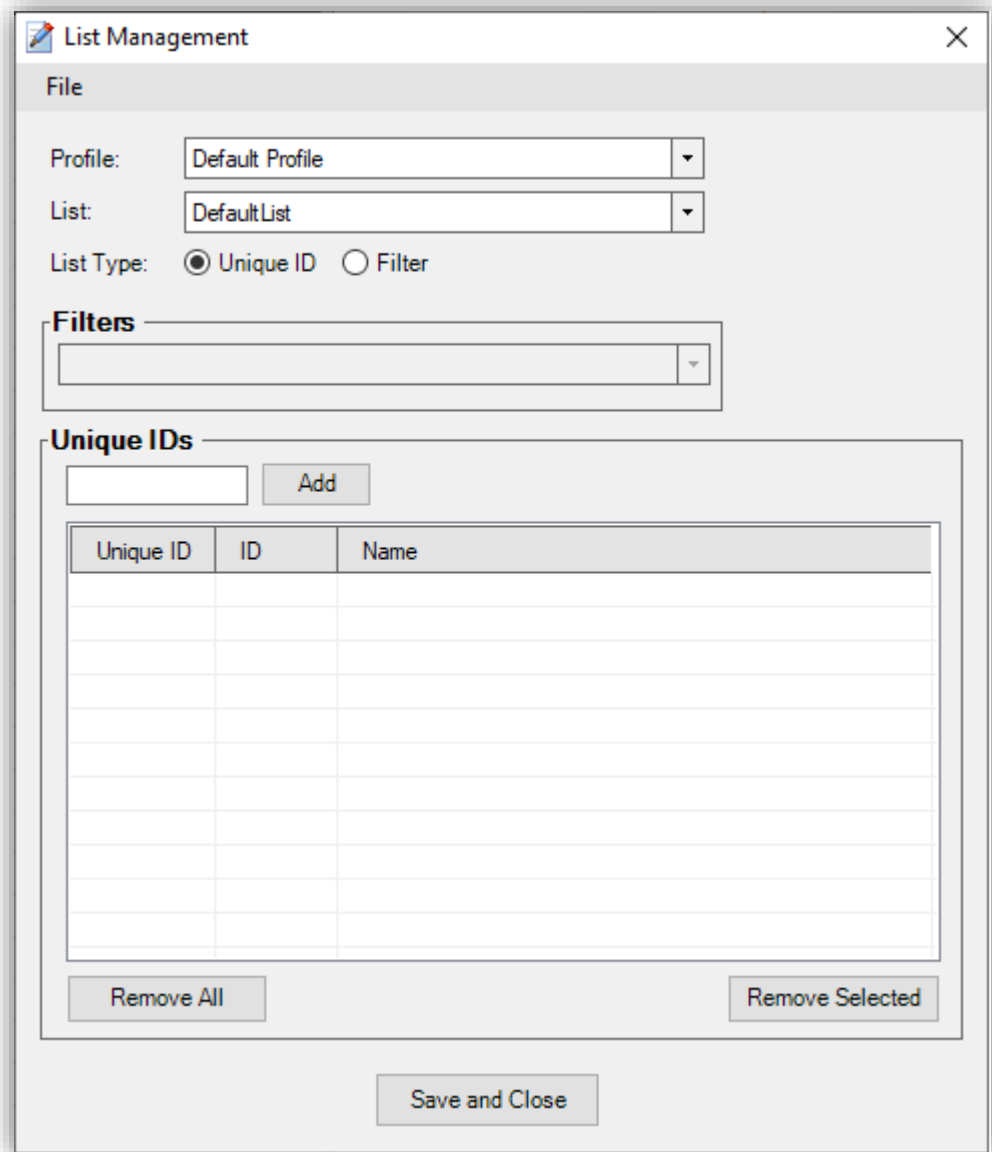 List Management
File
Profile: Default Profile
List: DefaultList
List Type: Unique ID Filter
Filters
Unique IDs
Add
Unique ID ID Name
Remove All Remove Selected
Save and Close